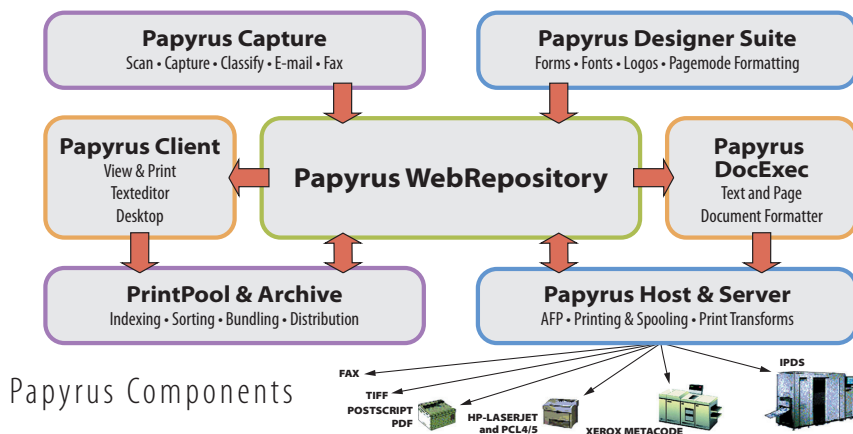 Papyrus Capture
Scan • Capture • Classify • E-mail • Fax
Papyrus Designer Suite
Forms • Fonts • Logos • Pagemode Formatting
Papyrus Client
View & Print
Texteditor
Desktop
Papyrus WebRepository
Papyrus
DocExec
Text and Page
Document Formatter
PrintPool & Archive
Indexing • Sorting • Bundling • Distribution
Papyrus Host & Server
AFP • Printing & Spooling • Print Transforms
Papyrus Components
FAX
TIFF
POSTSCRIPT
PDF
HP-LASERJET
and PCL4/5
XEROX METACODE
IPDS